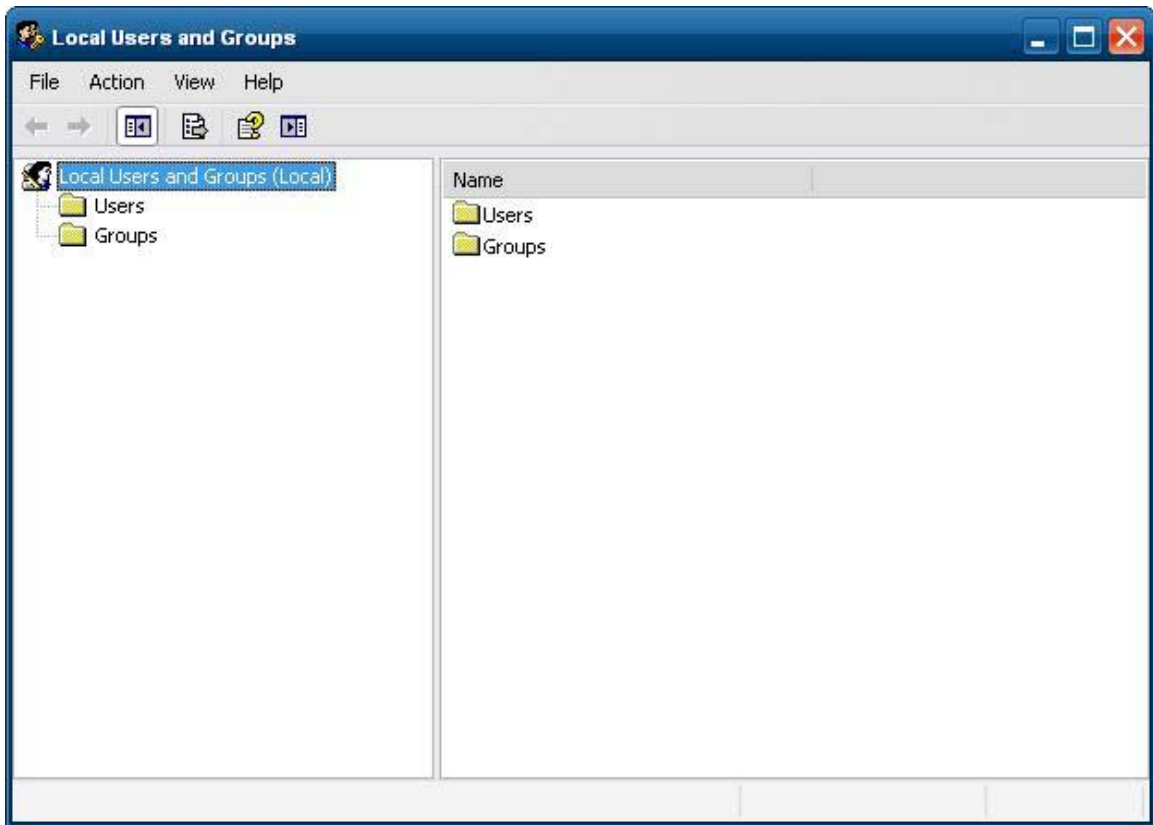 Local Users and Groups
File Action View Help
Local Users and Groups (Local)
Users
Groups
Name
Users
Groups